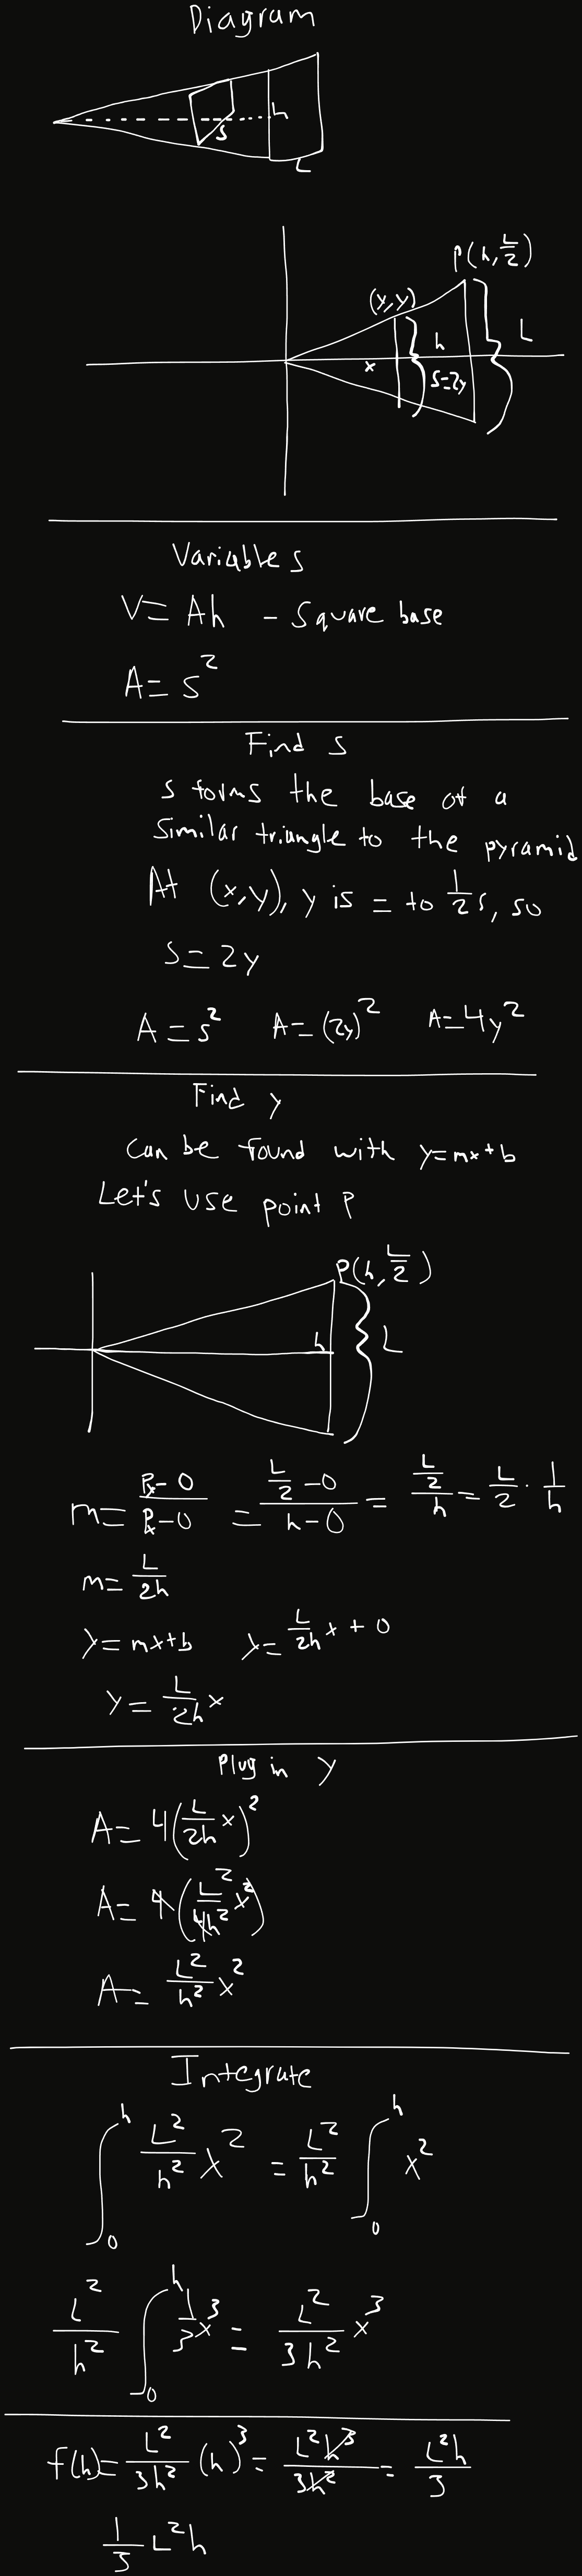 Diagram
h
s
L
P(h, L/2)
(x,y)
L
h
x
s=2y
Variables
V= Ah - Square base
A= s²
Find s
s forms the base of a
similar triangle to the pyramid
At (x,y), y is = to 1/2 s, so
s= 2y
A = s² A= (2y)² A=4y²
Find y
can be found with y=mx+b
Let's use point P
P(h, L/2)
h
L
m= (Py-0)/(Px-0) = (L/2 -0)/(h-0) = (L/2)/h = L/2 · 1/h
m= L/2h
y= mx+b y= L/2h x + 0
y= L/2h x
Plug in y
A= 4(L/2h x)²
A= 4(L²/4h² x²)
A= L²/h² x²
Integrate
∫₀ʰ L²/h² x² = L²/h² ∫₀ʰ x²
L²/h² ∫₀ʰ 1/3 x³ = L²/3h² x³
f(h)= L²/3h² (h)³ = L²h³/3h² = L²h/3
1/3 L²h